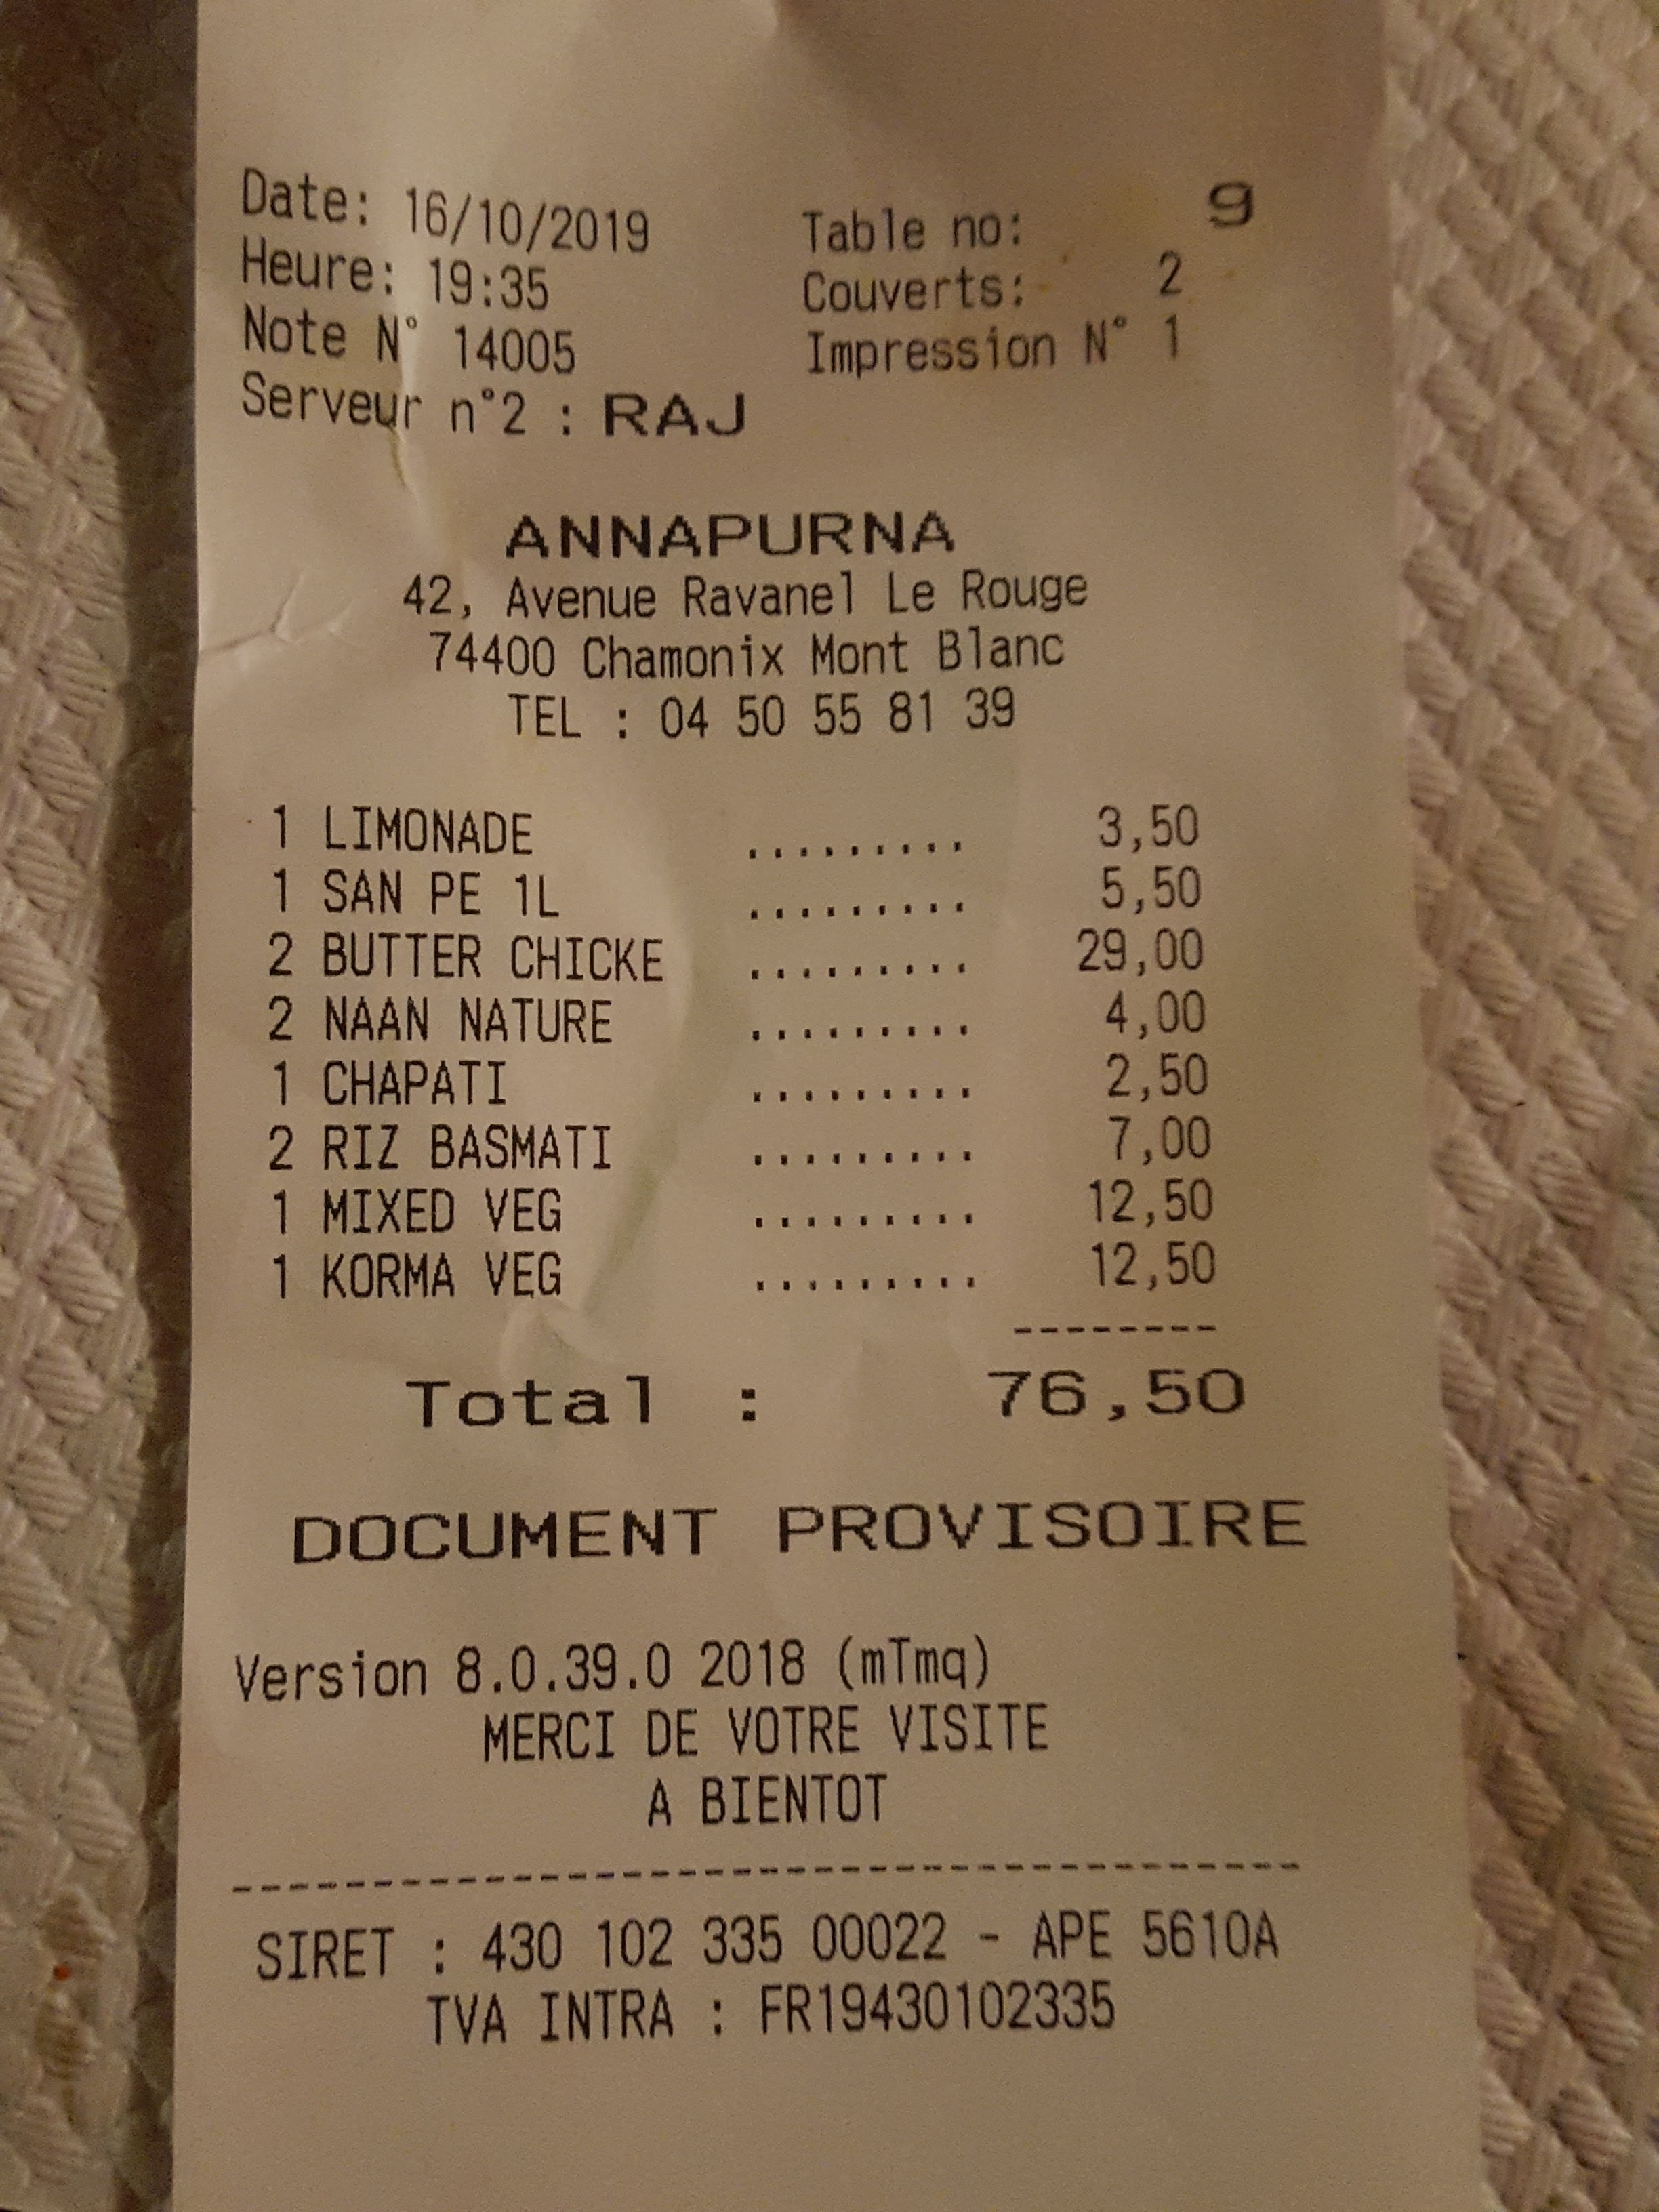 Date: 16/10/2019 Table no: 9
Heure: 19:35 Couverts: 2
Note N° 14005 Impression N° 1
Serveur n°2 : RAJ
ANNAPURNA
42, Avenue Ravanel Le Rouge
74400 Chamonix Mont Blanc
TEL : 04 50 55 81 39
1 LIMONADE ......... 3,50
1 SAN PE 1L ......... 5,50
2 BUTTER CHICKE ......... 29,00
2 NAAN NATURE ......... 4,00
1 CHAPATI ......... 2,50
2 RIZ BASMATI ......... 7,00
1 MIXED VEG ......... 12,50
1 KORMA VEG ......... 12,50
--------
Total : 76,50
DOCUMENT PROVISOIRE
Version 8.0.39.0 2018 (mTmq)
MERCI DE VOTRE VISITE
A BIENTOT
---------------------------------------
SIRET : 430 102 335 00022 - APE 5610A
TVA INTRA : FR19430102335